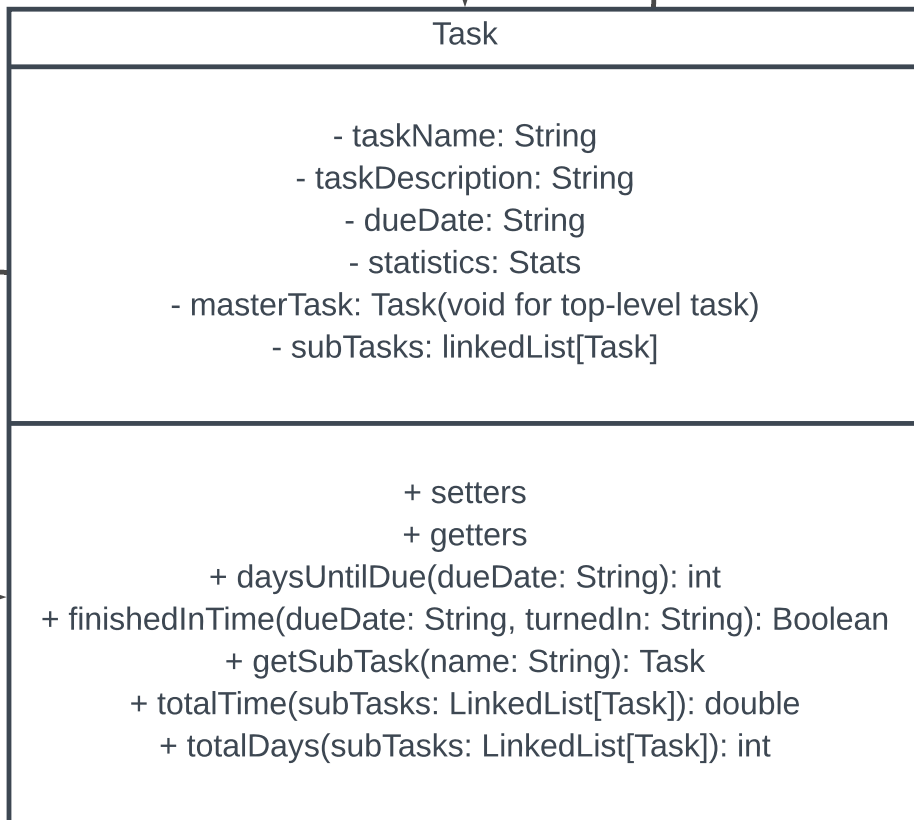 Task
- taskName: String
- taskDescription: String
- dueDate: String
- statistics: Stats
- masterTask: Task(void for top-level task)
- subTasks: linkedList[Task]
+ setters
+ getters
+ daysUntilDue(dueDate: String): int
+ finishedInTime(dueDate: String, turnedIn: String): Boolean
+ getSubTask(name: String): Task
+ totalTime(subTasks: LinkedList[Task]): double
+ totalDays(subTasks: LinkedList[Task]): int